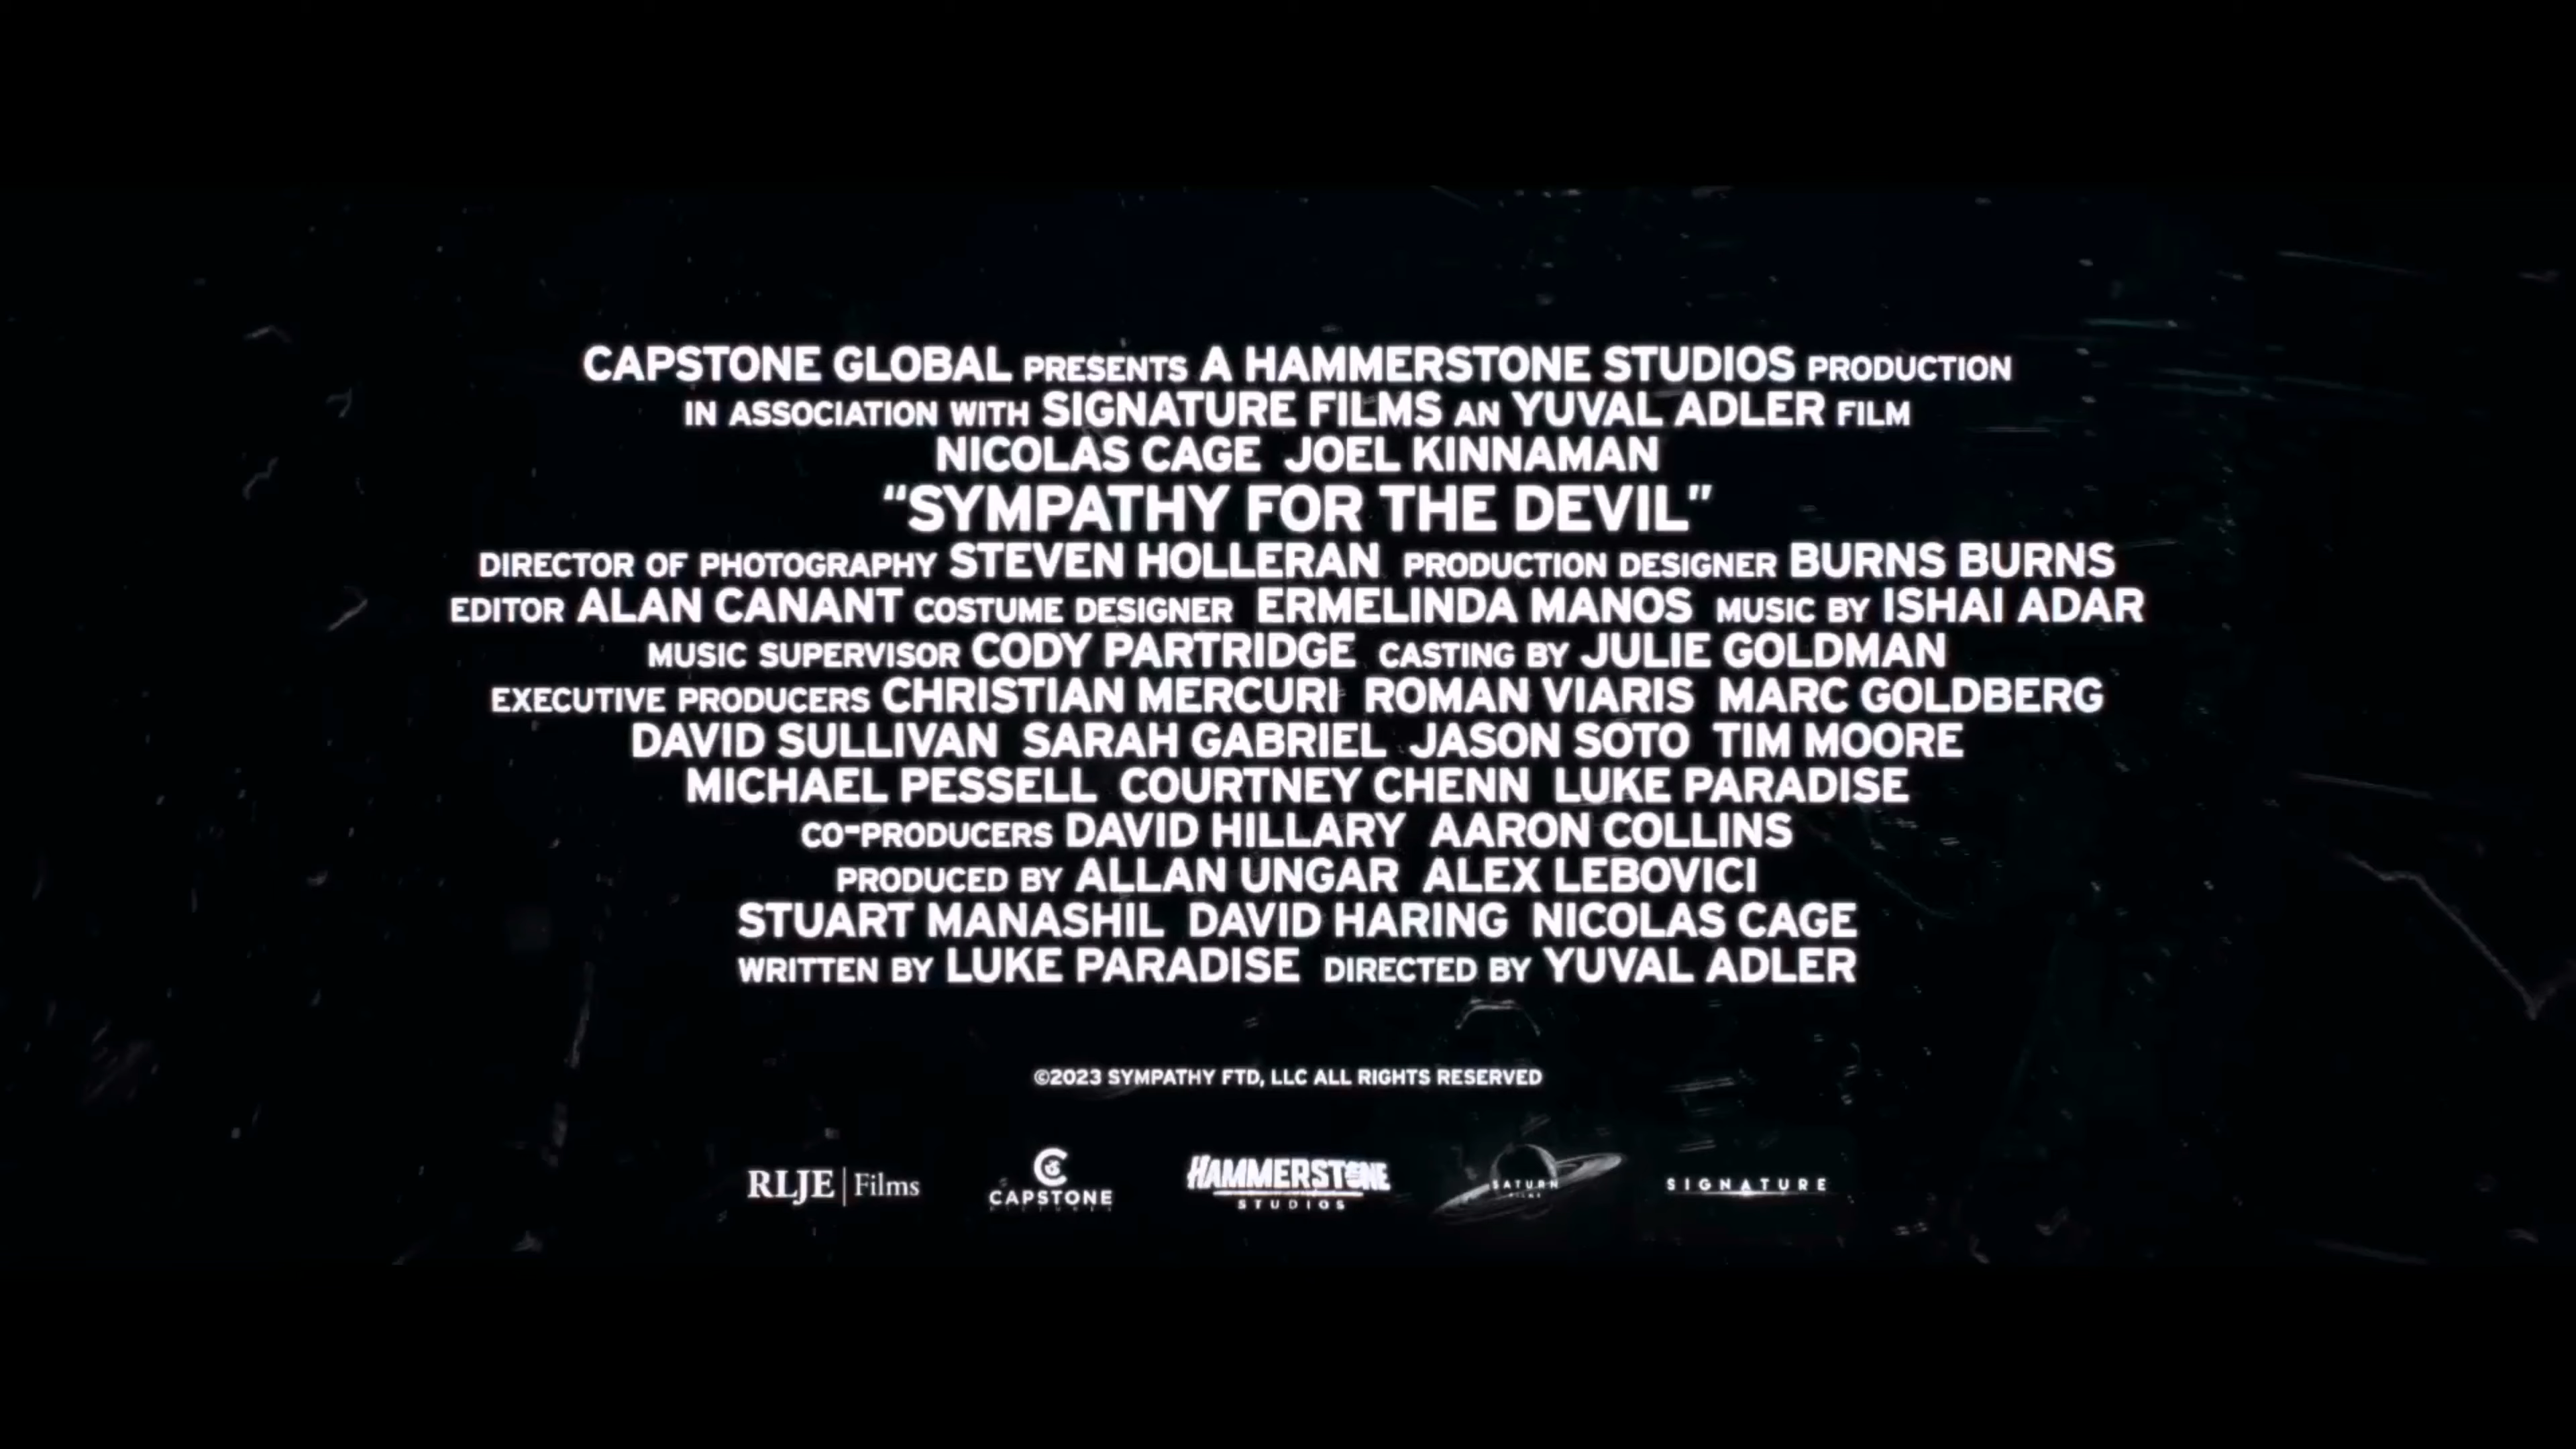 CAPSTONE GLOBAL PRESENTS A HAMMERSTONE STUDIOS PRODUCTION
IN ASSOCIATION WITH SIGNATURE FILMS AN YUVAL ADLER FILM
NICOLAS CAGE JOEL KINNAMAN
“SYMPATHY FOR THE DEVIL”
DIRECTOR OF PHOTOGRAPHY STEVEN HOLLERAN PRODUCTION DESIGNER BURNS BURNS
EDITOR ALAN CANANT COSTUME DESIGNER ERMELINDA MANOS MUSIC BY ISHAI ADAR
MUSIC SUPERVISOR CODY PARTRIDGE CASTING BY JULIE GOLDMAN
EXECUTIVE PRODUCERS CHRISTIAN MERCURI ROMAN VIARIS MARC GOLDBERG
DAVID SULLIVAN SARAH GABRIEL JASON SOTO TIM MOORE
MICHAEL PESSELL COURTNEY CHENN LUKE PARADISE
CO-PRODUCERS DAVID HILLARY AARON COLLINS
PRODUCED BY ALLAN UNGAR ALEX LEBOVICI
STUART MANASHIL DAVID HARING NICOLAS CAGE
WRITTEN BY LUKE PARADISE DIRECTED BY YUVAL ADLER
©2023 SYMPATHY FTD, LLC ALL RIGHTS RESERVED
RLJE Films
CAPSTONE
HAMMERSTONE
STUDIOS
SATURN
FILMS
SIGNATURE